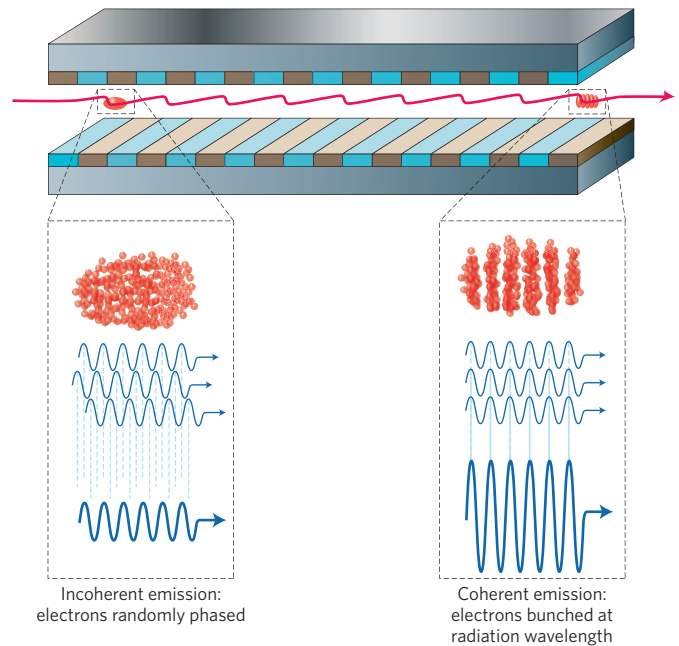 Incoherent emission:
electrons randomly phased
Coherent emission:
electrons bunched at
radiation wavelength